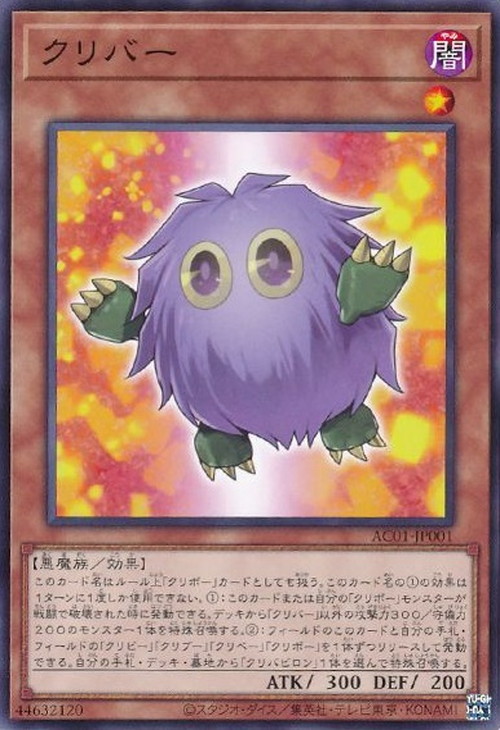 クリバー
やみ
闇
AC01-JP001
【悪魔族／効果】
このカード名はルール上「クリボー」カードとしても扱う。このカード名の①の効果は
1ターンに1度しか使用できない。①：このカードまたは自分の「クリボー」モンスターが
戦闘で破壊された時に発動できる。デッキから「クリバー」以外の攻撃力300／守備力
200のモンスター1体を特殊召喚する。②：フィールドのこのカードと自分の手札・
フィールドの「クリビー」「クリブー」「クリベー」「クリボー」を1体ずつリリースして発動
できる。自分の手札・デッキ・墓地から「クリバビロン」1体を選んで特殊召喚する。
ATK/ 300 DEF/ 200
44632120
©スタジオ・ダイス／集英社・テレビ東京・KONAMI